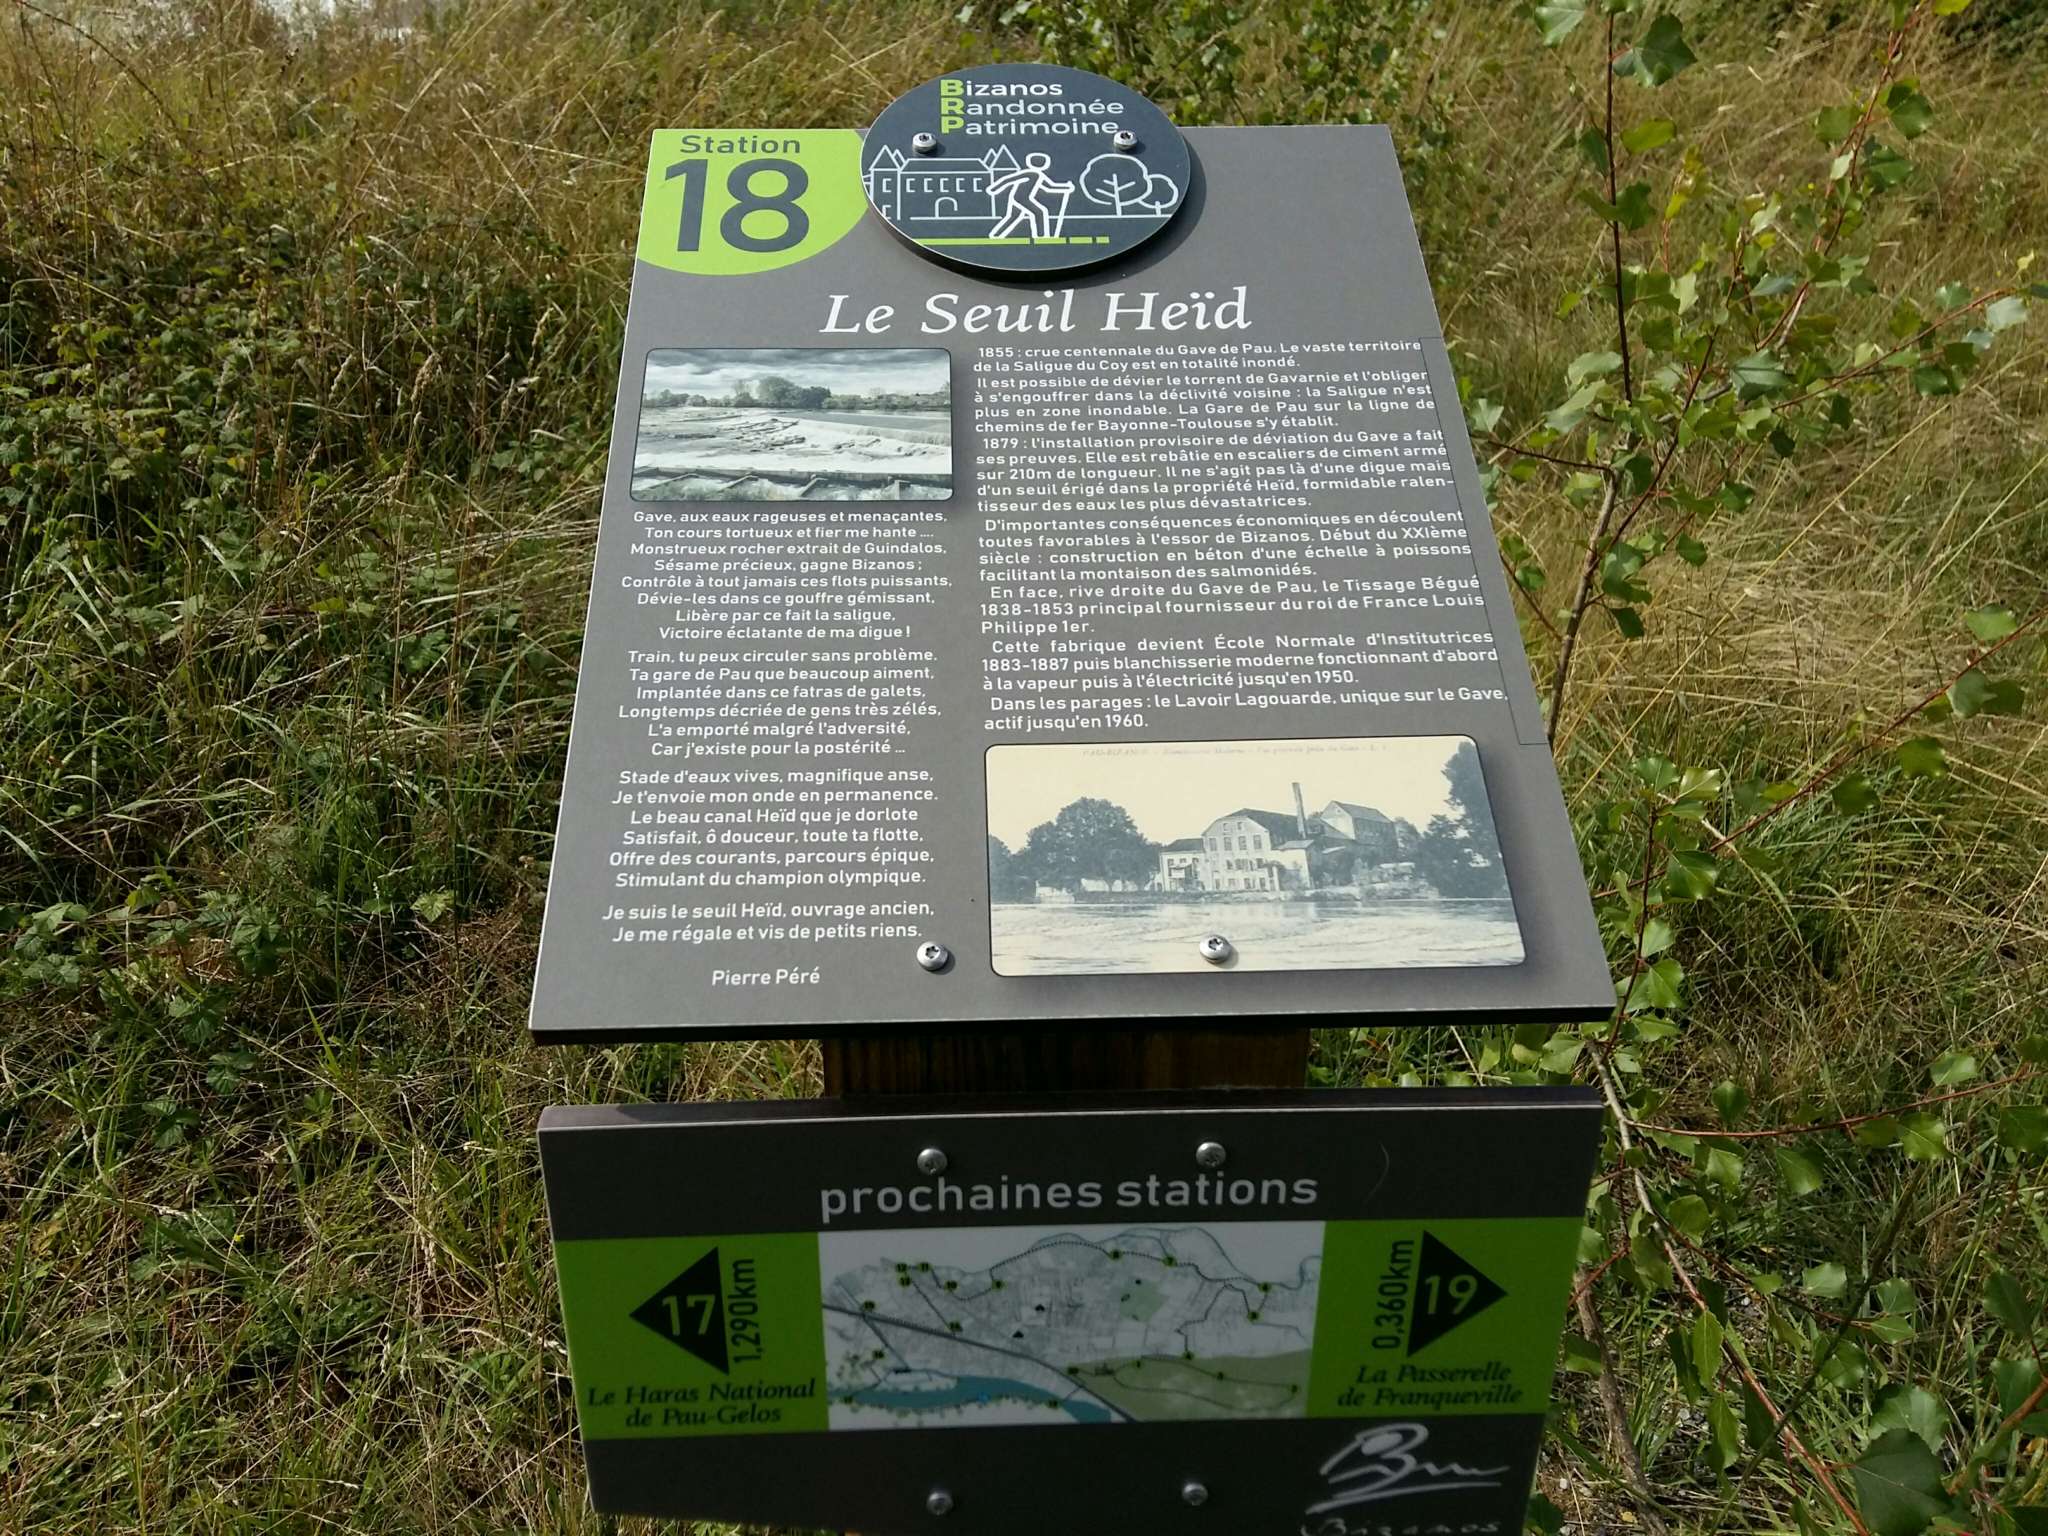 Bizanos
Randonnée
Patrimoine
Station
18
Le Seuil Heïd
Gave, aux eaux rageuses et menaçantes,
Ton cours tortueux et fier me hante ....
Monstrueux rocher extrait de Guindalos,
Sésame précieux, gagne Bizanos ;
Contrôle à tout jamais ces flots puissants,
Dévie-les dans ce gouffre gémissant,
Libère par ce fait la saligue,
Victoire éclatante de ma digue !
Train, tu peux circuler sans problème.
Ta gare de Pau que beaucoup aiment,
Implantée dans ce fatras de galets,
Longtemps décriée de gens très zélés,
L'a emporté malgré l'adversité,
Car j'existe pour la postérité ...
Stade d'eaux vives, magnifique anse,
Je t'envoie mon onde en permanence.
Le beau canal Heïd que je dorlote
Satisfait, ô douceur, toute ta flotte,
Offre des courants, parcours épique,
Stimulant du champion olympique.
Je suis le seuil Heïd, ouvrage ancien,
Je me régale et vis de petits riens.
Pierre Péré
1855 : crue centennale du Gave de Pau. Le vaste territoire
de la Saligue du Coy est en totalité inondé.
Il est possible de dévier le torrent de Gavarnie et l'obliger
à s'engouffrer dans la déclivité voisine : la Saligue n'est
plus en zone inondable. La Gare de Pau sur la ligne de
chemins de fer Bayonne-Toulouse s'y établit.
1879 : l'installation provisoire de déviation du Gave a fait
ses preuves. Elle est rebâtie en escaliers de ciment armé
sur 210m de longueur. Il ne s'agit pas là d'une digue mais
d'un seuil érigé dans la propriété Heïd, formidable ralen-
tisseur des eaux les plus dévastatrices.
D'importantes conséquences économiques en découlent
toutes favorables à l'essor de Bizanos. Début du XXIème
siècle : construction en béton d'une échelle à poissons
facilitant la montaison des salmonidés.
En face, rive droite du Gave de Pau, le Tissage Bégué
1838-1853 principal fournisseur du roi de France Louis
Philippe 1er.
Cette fabrique devient École Normale d'Institutrices
1883-1887 puis blanchisserie moderne fonctionnant d'abord
à la vapeur puis à l'électricité jusqu'en 1950.
Dans les parages : le Lavoir Lagouarde, unique sur le Gave,
actif jusqu'en 1960.
prochaines stations
17
1,290km
Le Haras National
de Pau-Gelos
0,360km
19
La Passerelle
de Franqueville
Bizanos